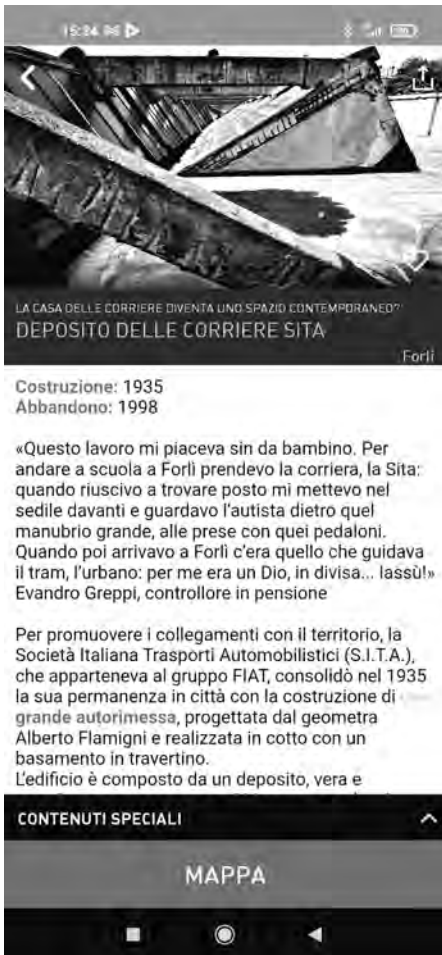 15:34
LA CASA DELLE CORRIERE DIVENTA UNO SPAZIO CONTEMPORANEO?
DEPOSITO DELLE CORRIERE SITA
Forlì
Costruzione: 1935
Abbandono: 1998
«Questo lavoro mi piaceva sin da bambino. Per
andare a scuola a Forlì prendevo la corriera, la Sita:
quando riuscivo a trovare posto mi mettevo nel
sedile davanti e guardavo l'autista dietro quel
manubrio grande, alle prese con quei pedaloni.
Quando poi arrivavo a Forlì c'era quello che guidava
il tram, l'urbano: per me era un Dio, in divisa... lassù!»
Evandro Greppi, controllore in pensione
Per promuovere i collegamenti con il territorio, la
Società Italiana Trasporti Automobilistici (S.I.T.A.),
che apparteneva al gruppo FIAT, consolidò nel 1935
la sua permanenza in città con la costruzione di
grande autorimessa, progettata dal geometra
Alberto Flamigni e realizzata in cotto con un
basamento in travertino.
L'edificio è composto da un deposito, vera e
CONTENUTI SPECIALI
MAPPA